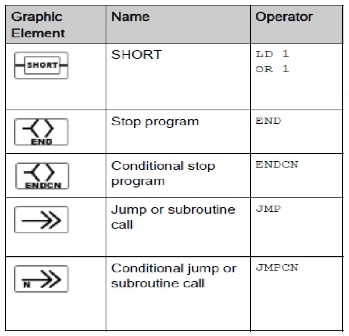 Graphic Element Name Operator
SHORT SHORT LD 1
OR 1
END Stop program END
ENDCN Conditional stop program ENDCN
Jump or subroutine call JMP
N Conditional jump or subroutine call JMPCN